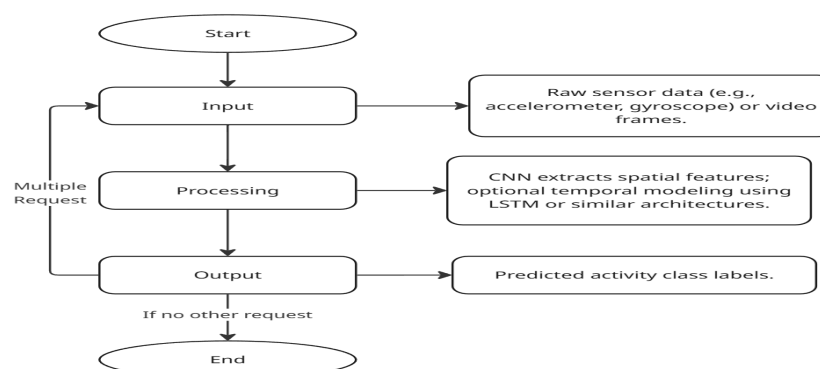 Start
Input
Raw sensor data (e.g.,
accelerometer, gyroscope) or video
frames.
Multiple
Request
Processing
CNN extracts spatial features;
optional temporal modeling using
LSTM or similar architectures.
Output
Predicted activity class labels.
If no other request
End